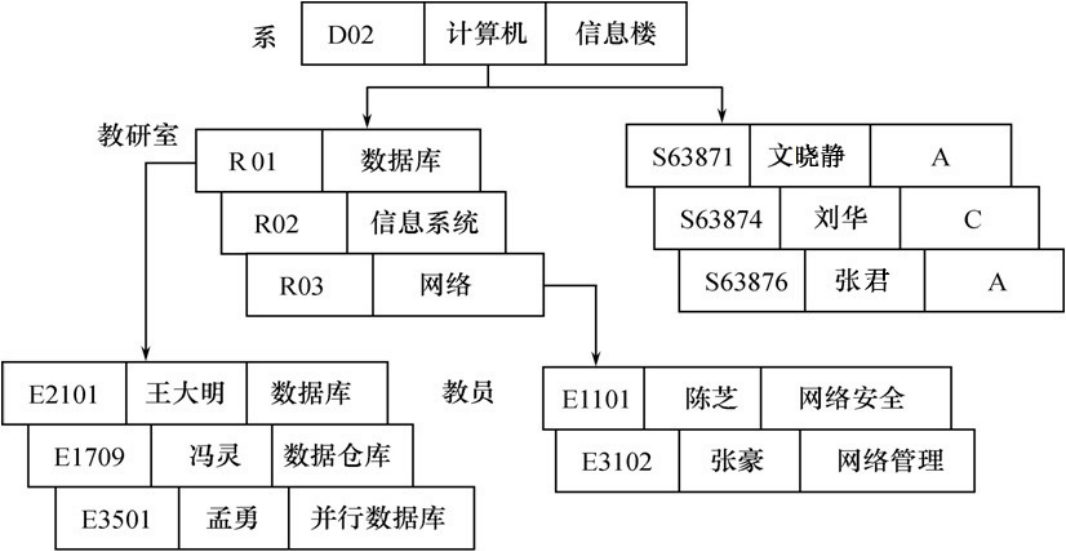 系 D02 计算机 信息楼
教研室
R 01 数据库
R02 信息系统
R03 网络
S63871 文晓静 A
S63874 刘华 C
S63876 张君 A
E2101 王大明 数据库
E1709 冯灵 数据仓库
E3501 孟勇 并行数据库
教员
E1101 陈芝 网络安全
E3102 张豪 网络管理